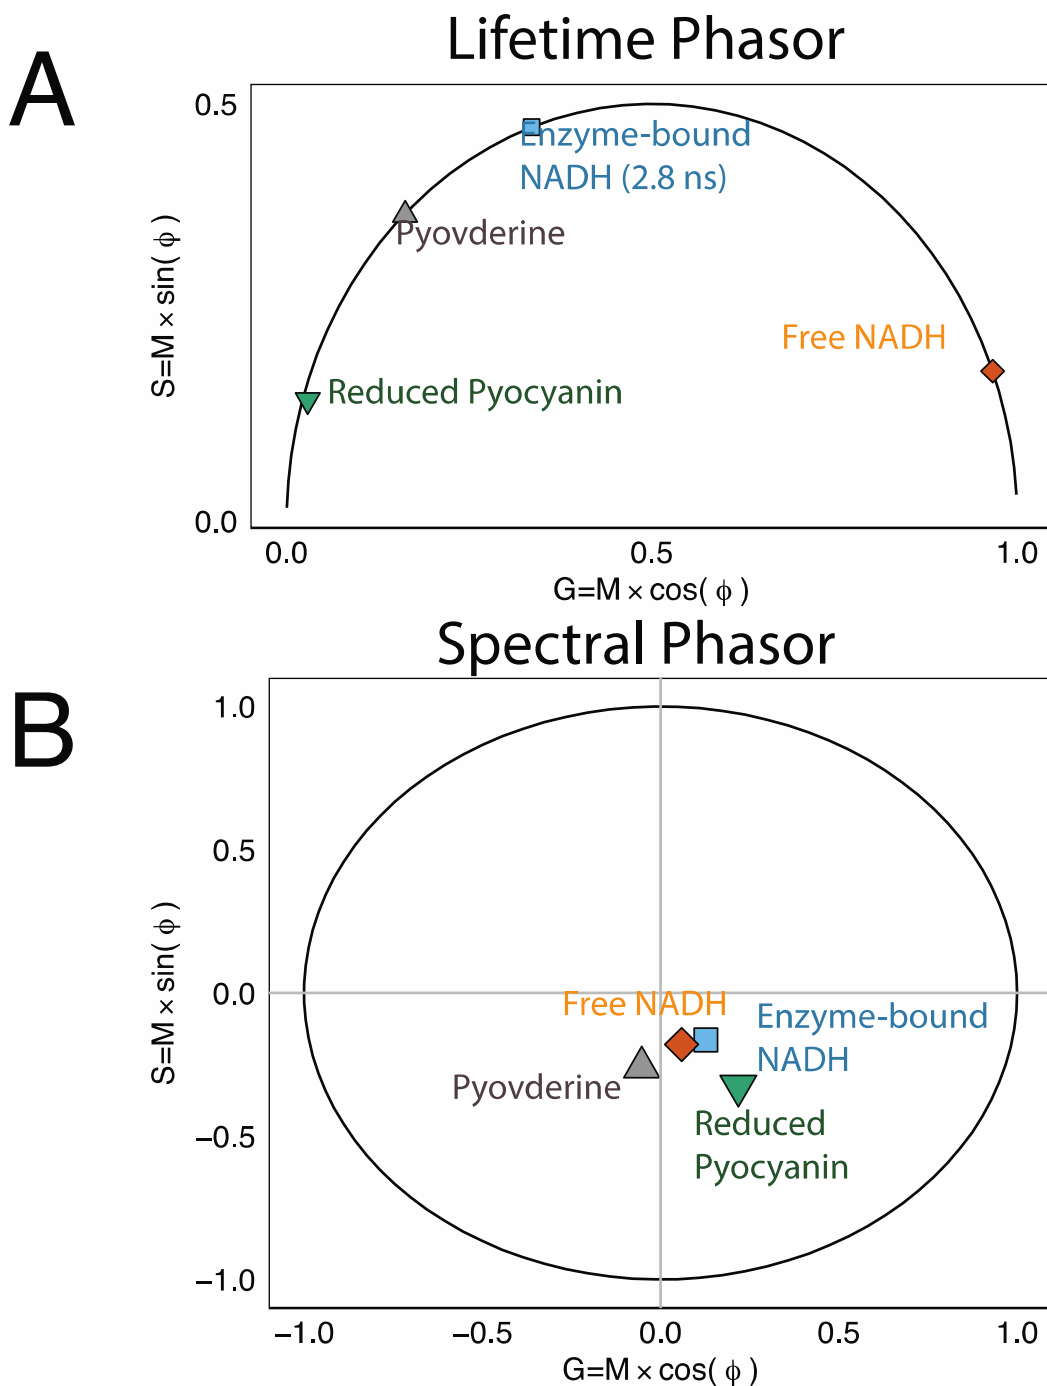 Lifetime Phasor
A
0.5
Enzyme-bound
NADH (2.8 ns)
Pyovderine
S=M × sin( ϕ )
Free NADH
Reduced Pyocyanin
0.0
0.0 0.5 1.0
G=M × cos( ϕ )
Spectral Phasor
B
1.0
0.5
S=M × sin( ϕ )
0.0
Free NADH
Enzyme-bound
NADH
Pyovderine
Reduced
Pyocyanin
−0.5
−1.0
−1.0 −0.5 0.0 0.5 1.0
G=M × cos( ϕ )